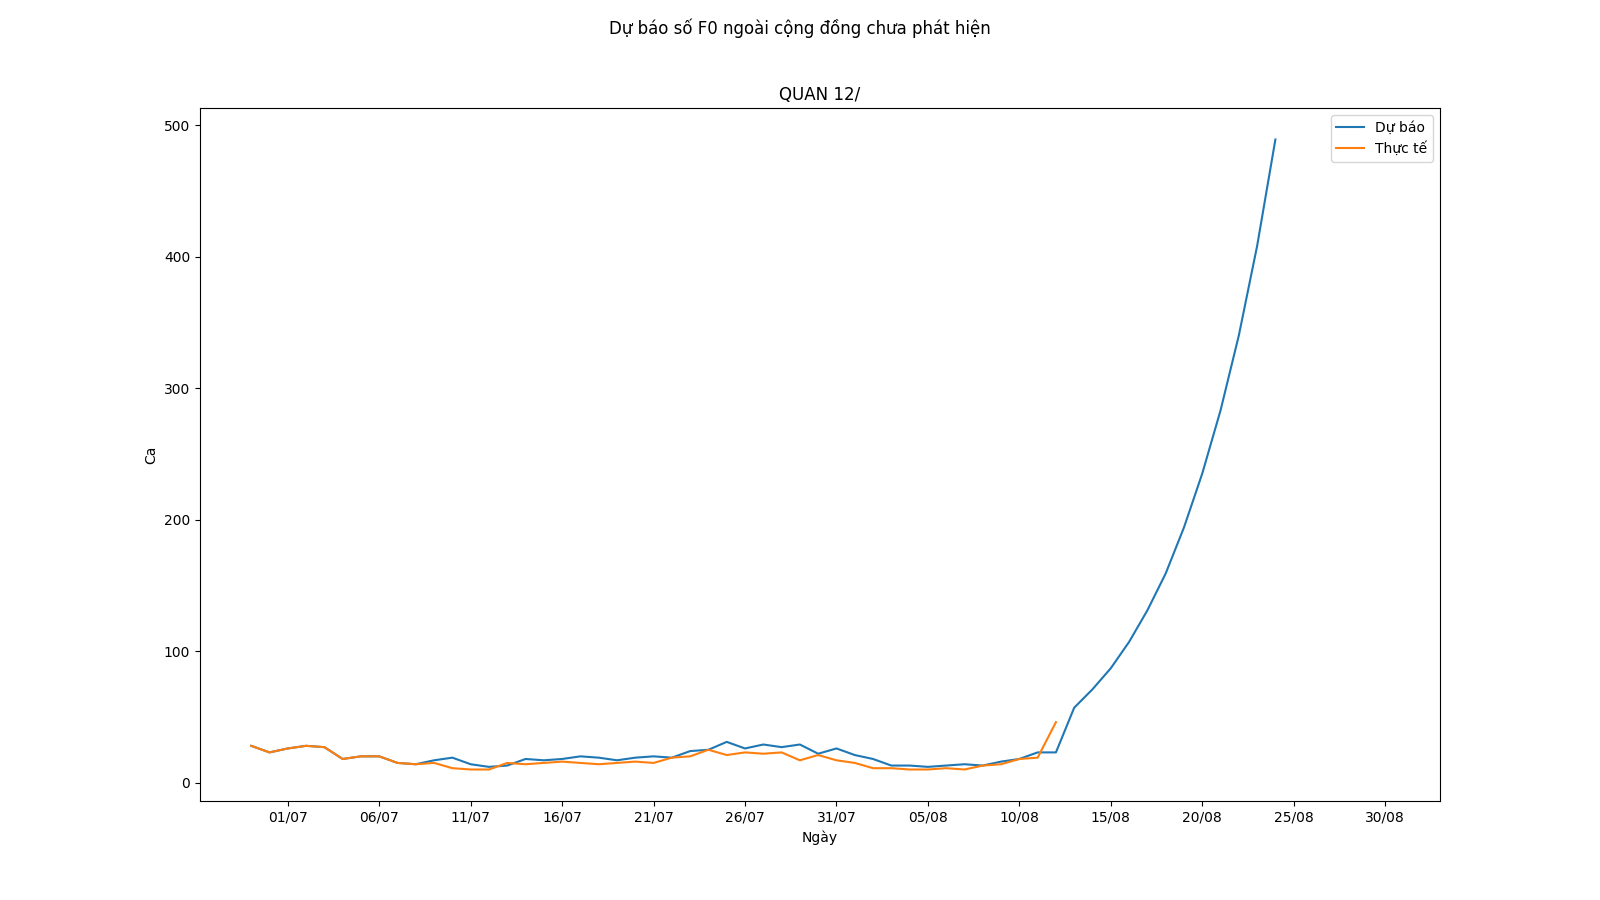 Dự báo số F0 ngoài cộng đồng chưa phát hiện
QUAN 12/
Dự báo
Thực tế
500
400
300
200
100
0
Ca
01/07 06/07 11/07 16/07 21/07 26/07 31/07 05/08 10/08 15/08 20/08 25/08 30/08
Ngày